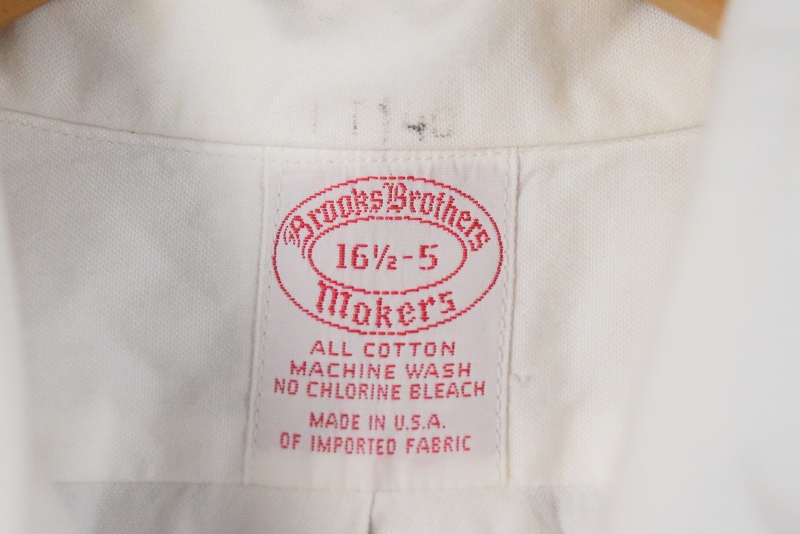 Brooks Brothers
16½-5
Makers
ALL COTTON
MACHINE WASH
NO CHLORINE BLEACH
MADE IN U.S.A.
OF IMPORTED FABRIC